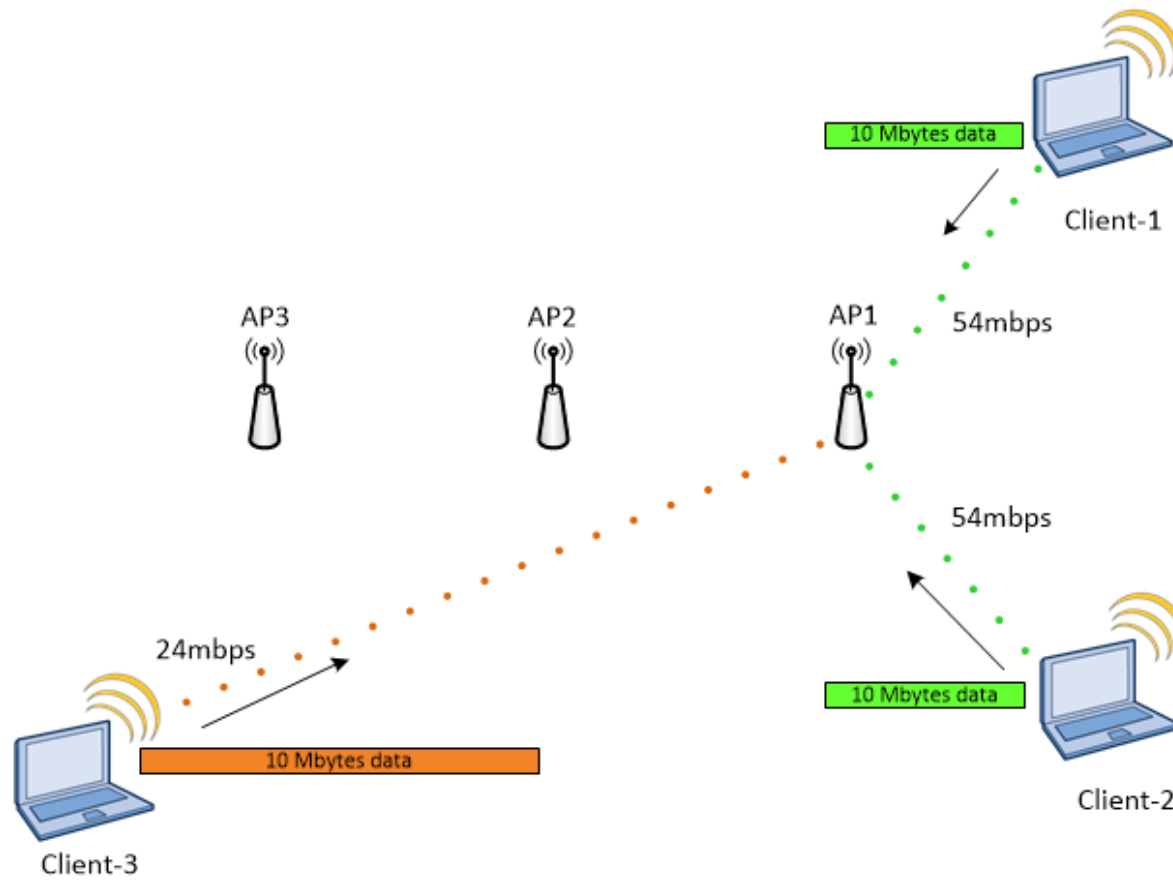 10 Mbytes data
Client-1
AP3
AP2
AP1
54mbps
54mbps
24mbps
10 Mbytes data
10 Mbytes data
Client-2
Client-3